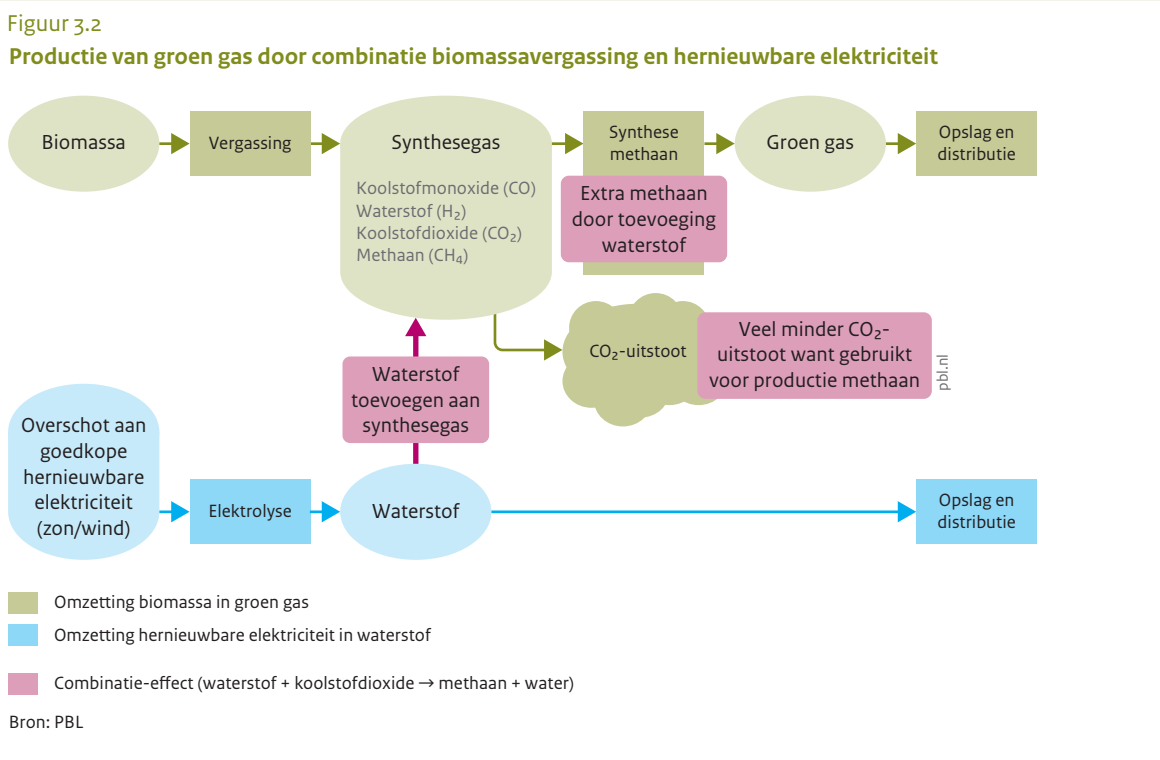 Figuur 3.2
Productie van groen gas door combinatie biomassavergassing en hernieuwbare elektriciteit
Biomassa
Vergassing
Synthesegas
Koolstofmonoxide (CO)
Waterstof (H₂)
Koolstofdioxide (CO₂)
Methaan (CH₄)
Synthese
methaan
Extra methaan
door toevoeging
waterstof
Groen gas
Opslag en
distributie
CO₂-uitstoot
Veel minder CO₂-
uitstoot want gebruikt
voor productie methaan
pbl.nl
Waterstof
toevoegen aan
synthesegas
Overschot aan
goedkope
hernieuwbare
elektriciteit
(zon/wind)
Elektrolyse
Waterstof
Opslag en
distributie
Omzetting biomassa in groen gas
Omzetting hernieuwbare elektriciteit in waterstof
Combinatie-effect (waterstof + koolstofdioxide → methaan + water)
Bron: PBL